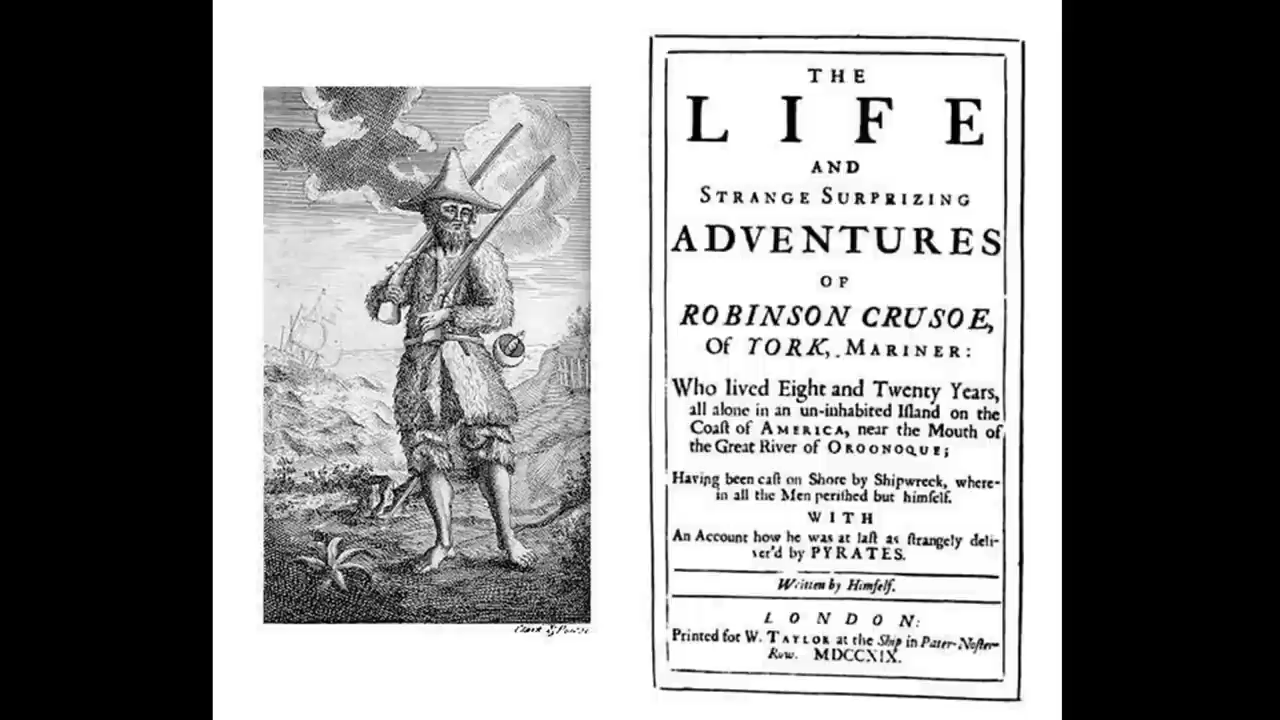 THE
LIFE
AND
STRANGE SURPRIZING
ADVENTURES
OF
ROBINSON CRUSOE,
Of YORK, MARINER:
Who lived Eight and Twenty Years,
all alone in an un-inhabited Iſland on the
Coaſt of AMERICA, near the Mouth of
the Great River of OROONOQUE;
Having been caſt on Shore by Shipwreck, where-
in all the Men periſhed but himſelf.
WITH
An Account how he was at laſt as ſtrangely deli-
ver'd by PYRATES.
Written by Himſelf.
LONDON:
Printed for W. TAYLOR at the Ship in Pater-Noſter-
Row. MDCCXIX.